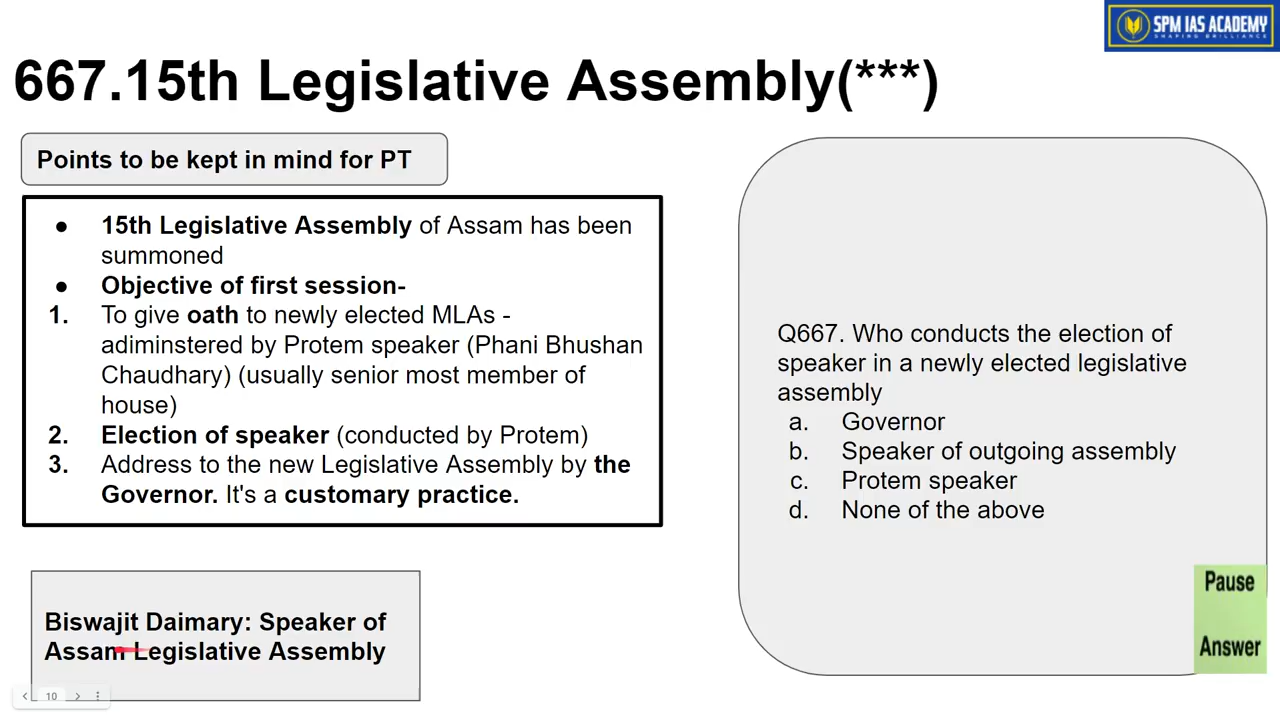 SPM IAS ACADEMY
SHAPING BRILLIANCE
667.15th Legislative Assembly(***)
Points to be kept in mind for PT
● 15th Legislative Assembly of Assam has been
summoned
● Objective of first session-
1. To give oath to newly elected MLAs -
adiminstered by Protem speaker (Phani Bhushan
Chaudhary) (usually senior most member of
house)
2. Election of speaker (conducted by Protem)
3. Address to the new Legislative Assembly by the
Governor. It's a customary practice.
Biswajit Daimary: Speaker of
Assam Legislative Assembly
Q667. Who conducts the election of
speaker in a newly elected legislative
assembly
a. Governor
b. Speaker of outgoing assembly
c. Protem speaker
d. None of the above
Pause
Answer
10